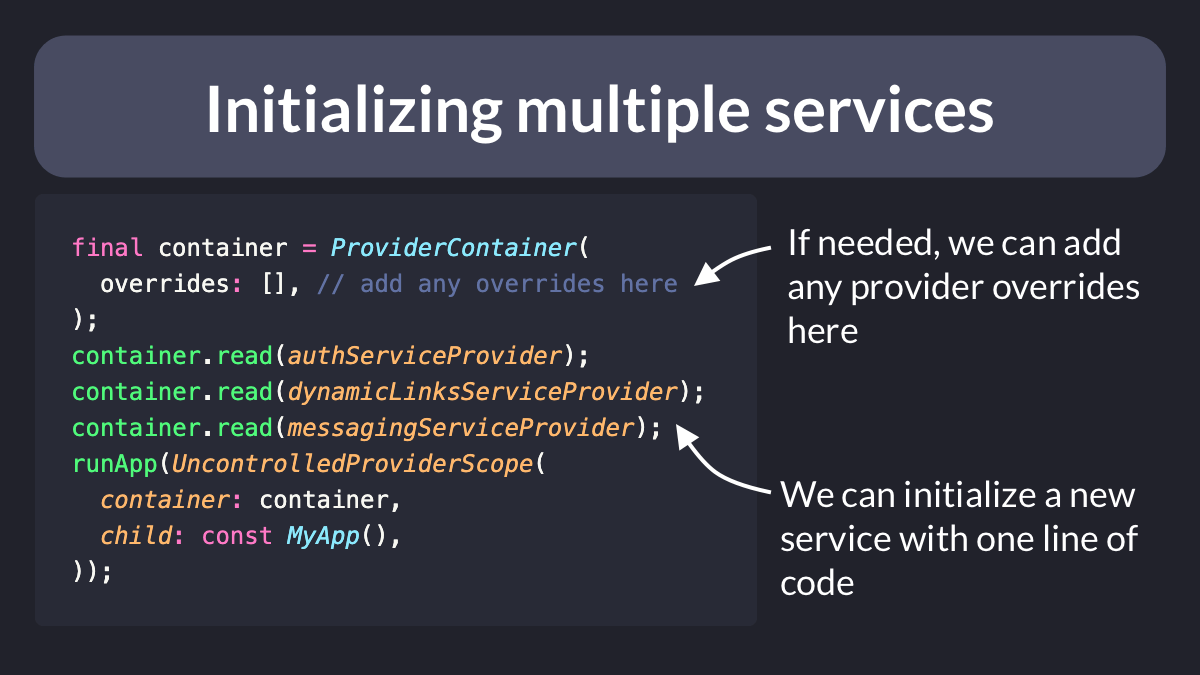 Initializing multiple services
final container = ProviderContainer(
  overrides: [], // add any overrides here
);
container.read(authServiceProvider);
container.read(dynamicLinksServiceProvider);
container.read(messagingServiceProvider);
runApp(UncontrolledProviderScope(
  container: container,
  child: const MyApp(),
));
If needed, we can add
any provider overrides
here
We can initialize a new
service with one line of
code